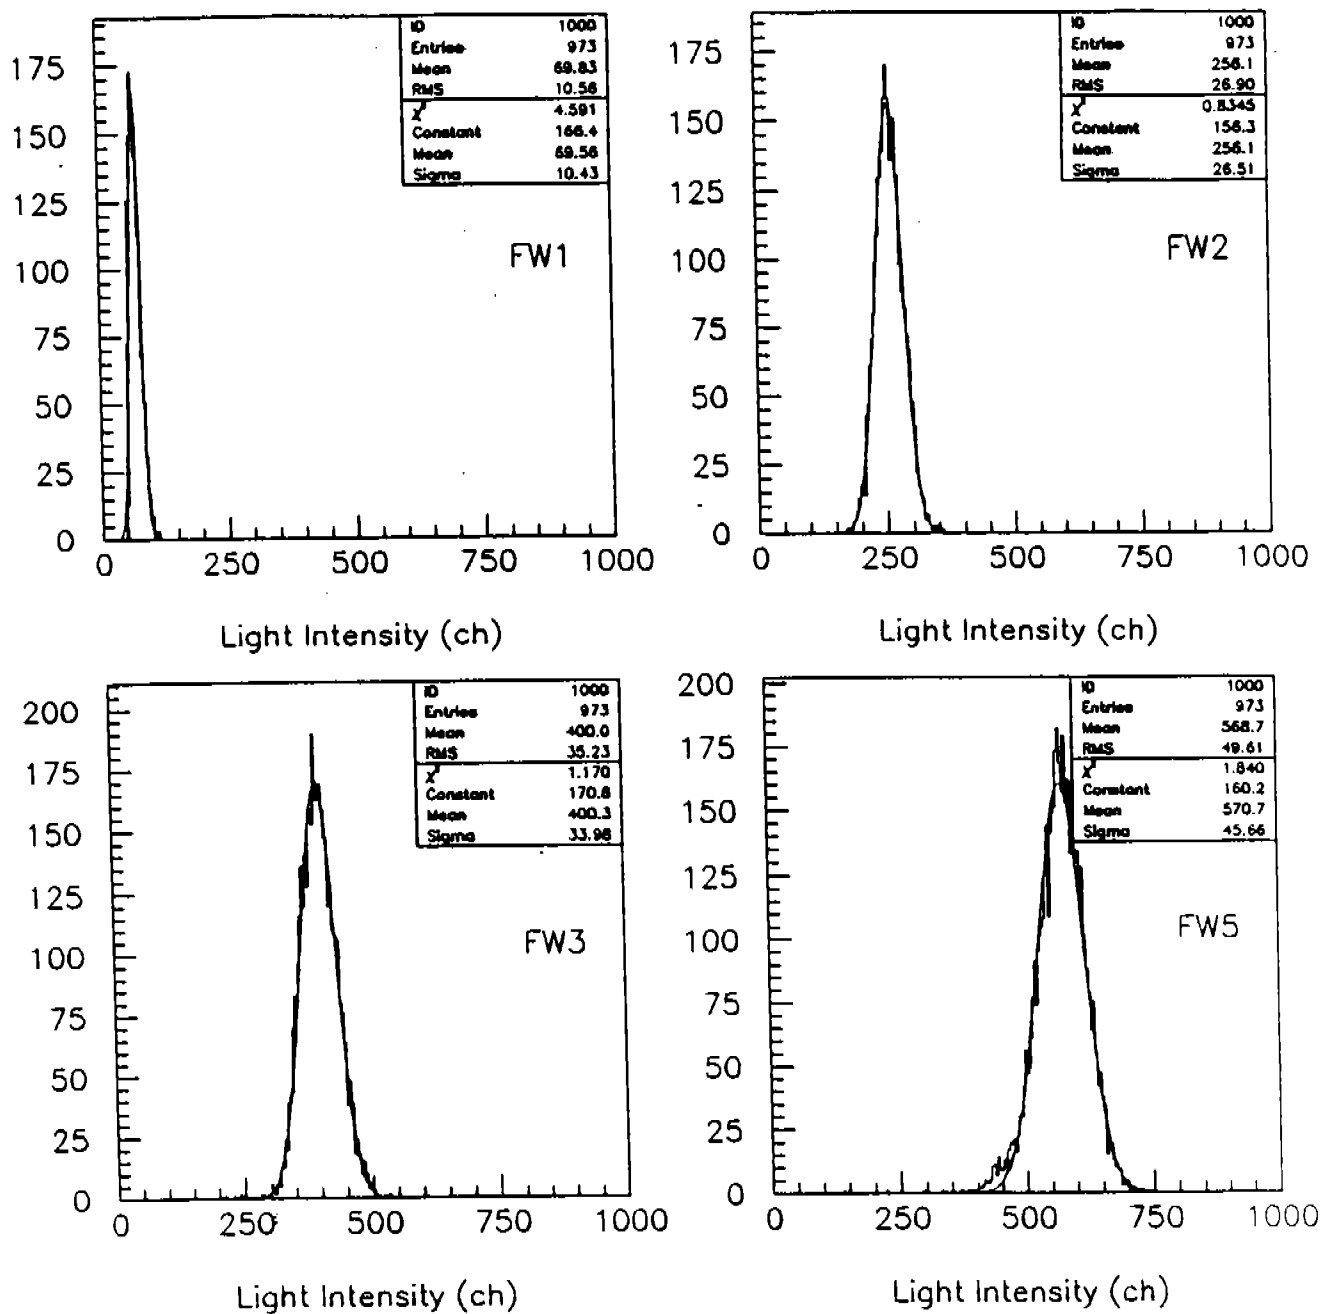 ID 1000
Entries 973
Mean 69.83
RMS 10.56
χ² 4.591
Constant 166.4
Mean 69.56
Sigma 10.43
FW1
175
150
125
100
75
50
25
0
0 250 500 750 1000
Light Intensity (ch)
ID 1000
Entries 973
Mean 256.1
RMS 26.90
χ² 0.8345
Constant 156.3
Mean 256.1
Sigma 26.51
FW2
175
150
125
100
75
50
25
0
0 250 500 750 1000
Light Intensity (ch)
ID 1000
Entries 973
Mean 400.0
RMS 35.23
χ² 1.170
Constant 170.8
Mean 400.3
Sigma 33.98
FW3
200
175
150
125
100
75
50
25
0
0 250 500 750 1000
Light Intensity (ch)
ID 1000
Entries 973
Mean 568.7
RMS 49.61
χ² 1.840
Constant 160.2
Mean 570.7
Sigma 45.66
FW5
200
175
150
125
100
75
50
25
0
0 250 500 750 1000
Light Intensity (ch)